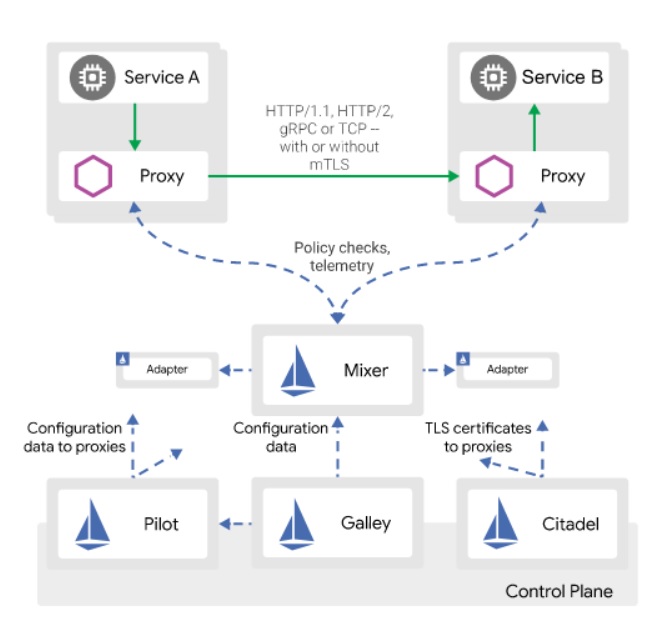 Service A
Service B
HTTP/1.1, HTTP/2,
gRPC or TCP --
with or without
mTLS
Proxy
Proxy
Policy checks,
telemetry
Mixer
Adapter
Adapter
Configuration
data to proxies
Configuration
data
TLS certificates
to proxies
Pilot
Galley
Citadel
Control Plane